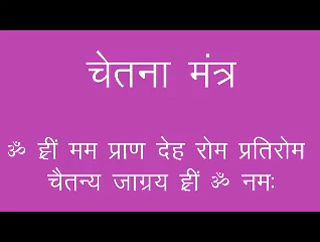 चेतना मंत्र
ॐ ह्रीं मम प्राण देह रोम प्रतिरोम
चैतन्य जाग्रय ह्रीं ॐ नमः